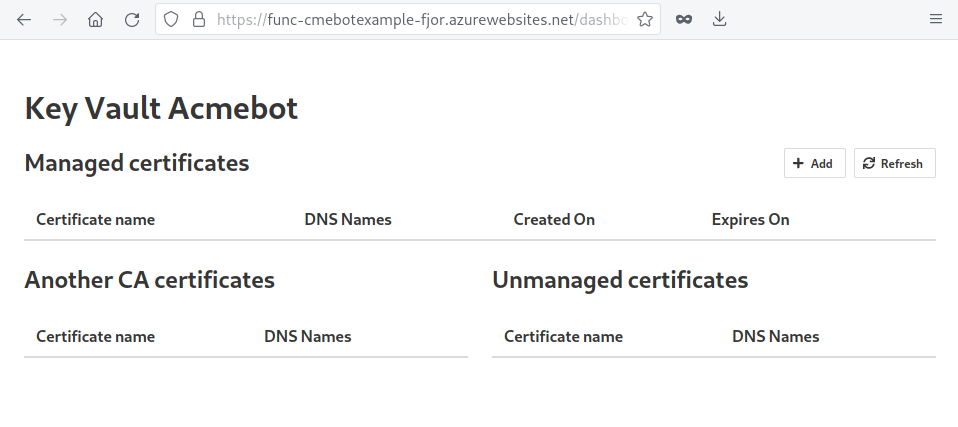 https://func-cmebotexample-fjor.azurewebsites.net/dashbo
Key Vault Acmebot
Managed certificates
Add Refresh
Certificate name DNS Names Created On Expires On
Another CA certificates Unmanaged certificates
Certificate name DNS Names Certificate name DNS Names